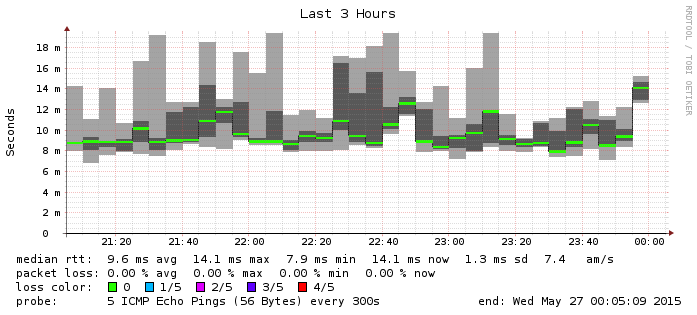 Last 3 Hours
RRDTOOL / TOBI OETIKER
Seconds
18 m
16 m
14 m
12 m
10 m
8 m
6 m
4 m
2 m
0
21:20 21:40 22:00 22:20 22:40 23:00 23:20 23:40 00:00
median rtt: 9.6 ms avg 14.1 ms max 7.9 ms min 14.1 ms now 1.3 ms sd 7.4 am/s
packet loss: 0.00 % avg 0.00 % max 0.00 % min 0.00 % now
loss color: 0 1/5 2/5 3/5 4/5
probe: 5 ICMP Echo Pings (56 Bytes) every 300s end: Wed May 27 00:05:09 2015